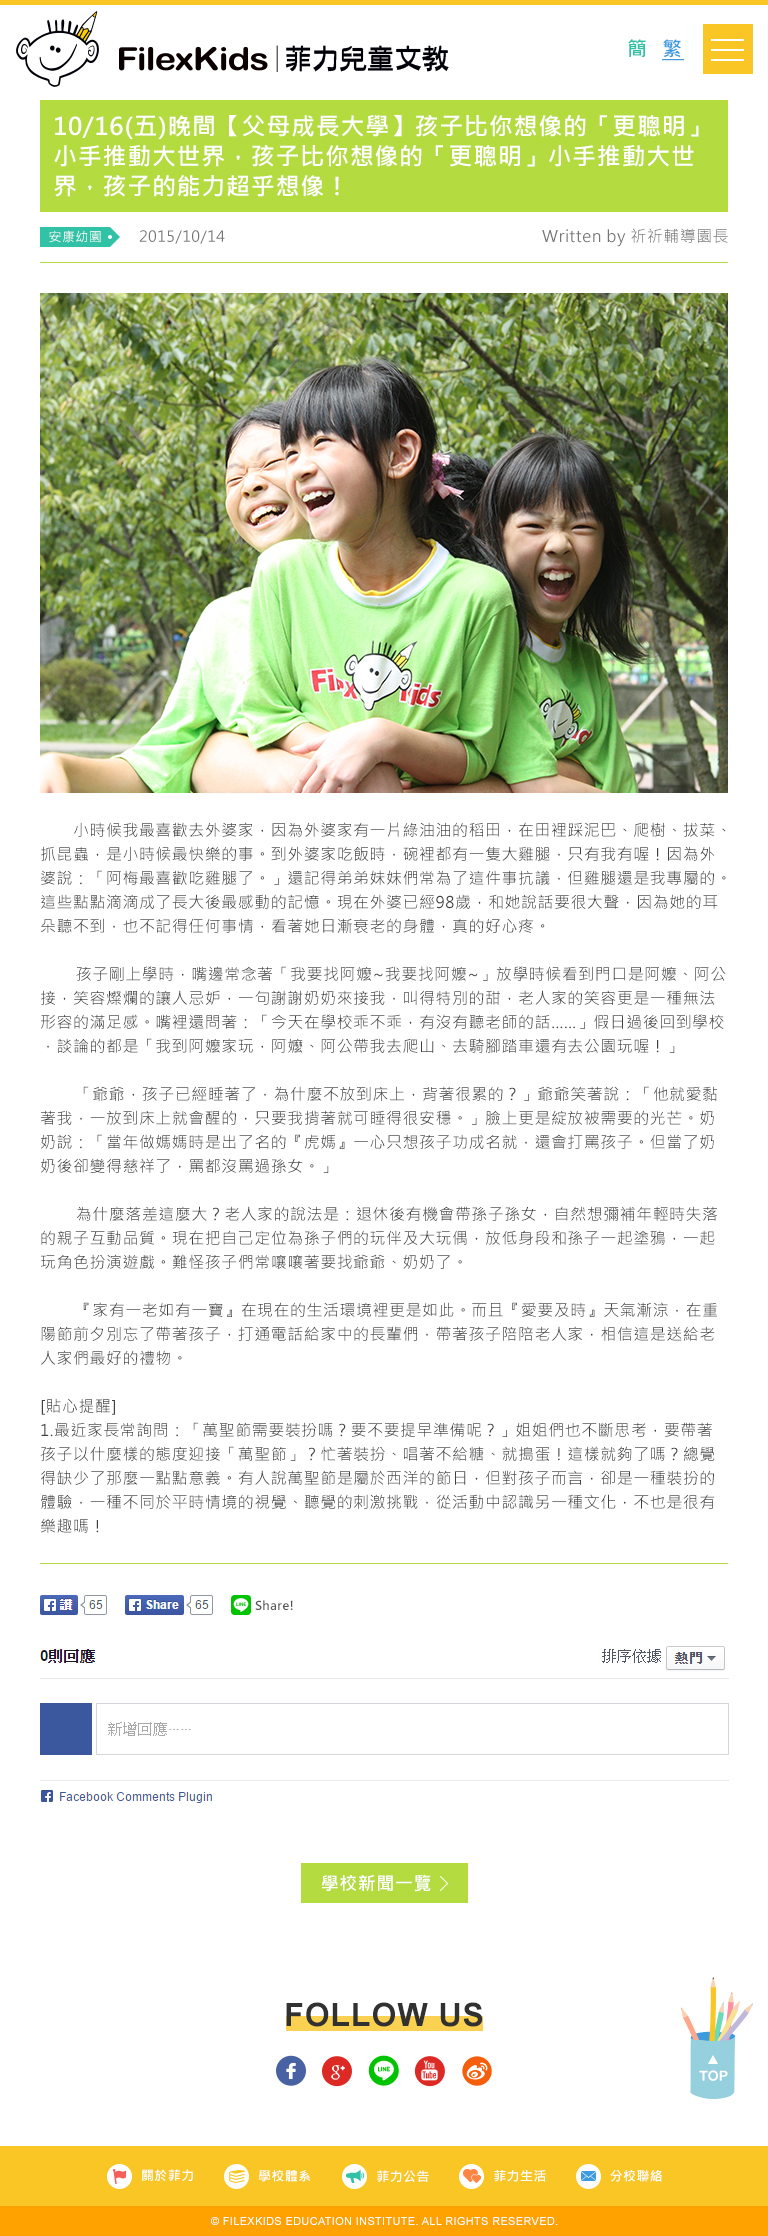 FilexKids 菲力兒童文教
簡 繁
10/16(五)晚間【父母成長大學】孩子比你想像的「更聰明」
小手推動大世界，孩子比你想像的「更聰明」小手推動大世
界，孩子的能力超乎想像！
安康幼園 2015/10/14 Written by 祈祈輔導園長
Filexkids
小時候我最喜歡去外婆家，因為外婆家有一片綠油油的稻田，在田裡踩泥巴、爬樹、拔菜、
抓昆蟲，是小時候最快樂的事。到外婆家吃飯時，碗裡都有一隻大雞腿，只有我有喔！因為外
婆說：「阿梅最喜歡吃雞腿了。」還記得弟弟妹妹們常為了這件事抗議，但雞腿還是我專屬的。
這些點點滴滴成了長大後最感動的記憶。現在外婆已經98歲，和她說話要很大聲，因為她的耳
朵聽不到，也不記得任何事情，看著她日漸衰老的身體，真的好心疼。
孩子剛上學時，嘴邊常念著「我要找阿嬤~我要找阿嬤~」放學時候看到門口是阿嬤、阿公
接，笑容燦爛的讓人忌妒，一句謝謝奶奶來接我，叫得特別的甜，老人家的笑容更是一種無法
形容的滿足感。嘴裡還問著：「今天在學校乖不乖，有沒有聽老師的話......」假日過後回到學校
，談論的都是「我到阿嬤家玩，阿嬤、阿公帶我去爬山、去騎腳踏車還有去公園玩喔！」
「爺爺，孩子已經睡著了，為什麼不放到床上，背著很累的？」爺爺笑著說：「他就愛黏
著我，一放到床上就會醒的，只要我揹著就可睡得很安穩。」臉上更是綻放被需要的光芒。奶
奶說：「當年做媽媽時是出了名的『虎媽』一心只想孩子功成名就，還會打罵孩子。但當了奶
奶後卻變得慈祥了，罵都沒罵過孫女。」
為什麼落差這麼大？老人家的說法是：退休後有機會帶孫子孫女，自然想彌補年輕時失落
的親子互動品質。現在把自己定位為孫子們的玩伴及大玩偶，放低身段和孫子一起塗鴉，一起
玩角色扮演遊戲。難怪孩子們常嚷嚷著要找爺爺、奶奶了。
『家有一老如有一寶』在現在的生活環境裡更是如此。而且『愛要及時』天氣漸涼，在重
陽節前夕別忘了帶著孩子，打通電話給家中的長輩們，帶著孩子陪陪老人家，相信這是送給老
人家們最好的禮物。
[貼心提醒]
1.最近家長常詢問：「萬聖節需要裝扮嗎？要不要提早準備呢？」姐姐們也不斷思考，要帶著
孩子以什麼樣的態度迎接「萬聖節」？忙著裝扮、唱著不給糖、就搗蛋！這樣就夠了嗎？總覺
得缺少了那麼一點點意義。有人說萬聖節是屬於西洋的節日，但對孩子而言，卻是一種裝扮的
體驗，一種不同於平時情境的視覺、聽覺的刺激挑戰，從活動中認識另一種文化，不也是很有
樂趣嗎！
讚 65 Share 65 LINE Share!
0則回應 排序依據 熱門
新增回應……
Facebook Comments Plugin
學校新聞一覽
FOLLOW US
LINE You Tube
TOP
關於菲力 學校體系 菲力公告 菲力生活 分校聯絡
© FILEXKIDS EDUCATION INSTITUTE. ALL RIGHTS RESERVED.